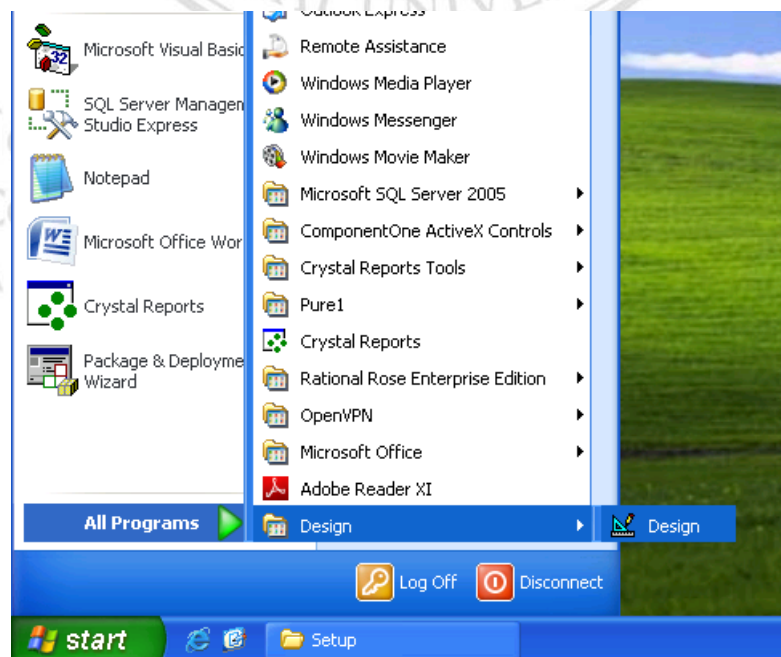 Microsoft Visual Basic
SQL Server Managem
Studio Express
Notepad
Microsoft Office Wor
Crystal Reports
Package & Deployme
Wizard
All Programs
Outlook Express
Remote Assistance
Windows Media Player
Windows Messenger
Windows Movie Maker
Microsoft SQL Server 2005
ComponentOne ActiveX Controls
Crystal Reports Tools
Pure1
Crystal Reports
Rational Rose Enterprise Edition
OpenVPN
Microsoft Office
Adobe Reader XI
Design
Design
Log Off
Disconnect
start
Setup